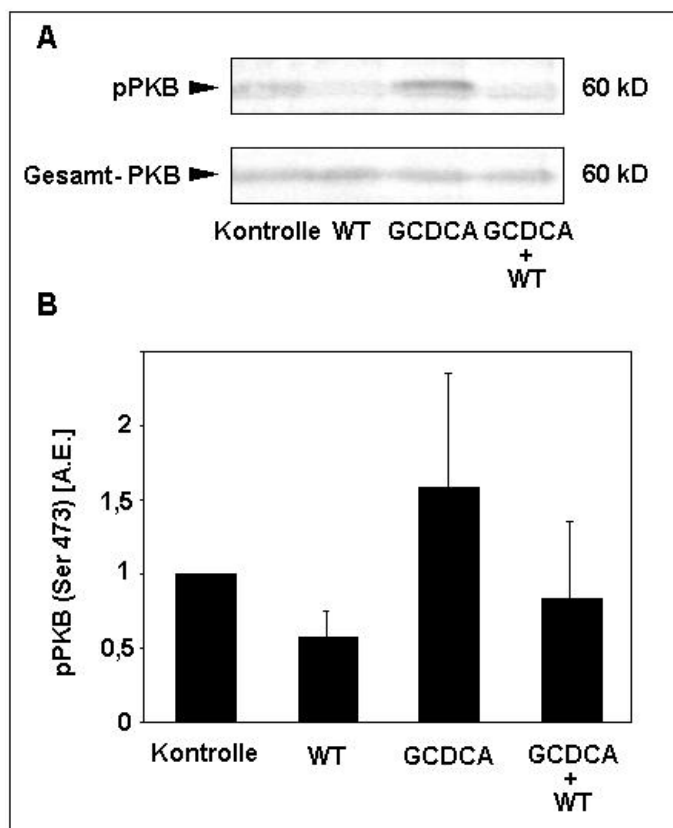 A
pPKB 60 kD
Gesamt-PKB 60 kD
Kontrolle WT GCDCA GCDCA
+
WT
B
pPKB (Ser 473) [A.E.]
2
1,5
1
0,5
0
Kontrolle WT GCDCA GCDCA
+
WT